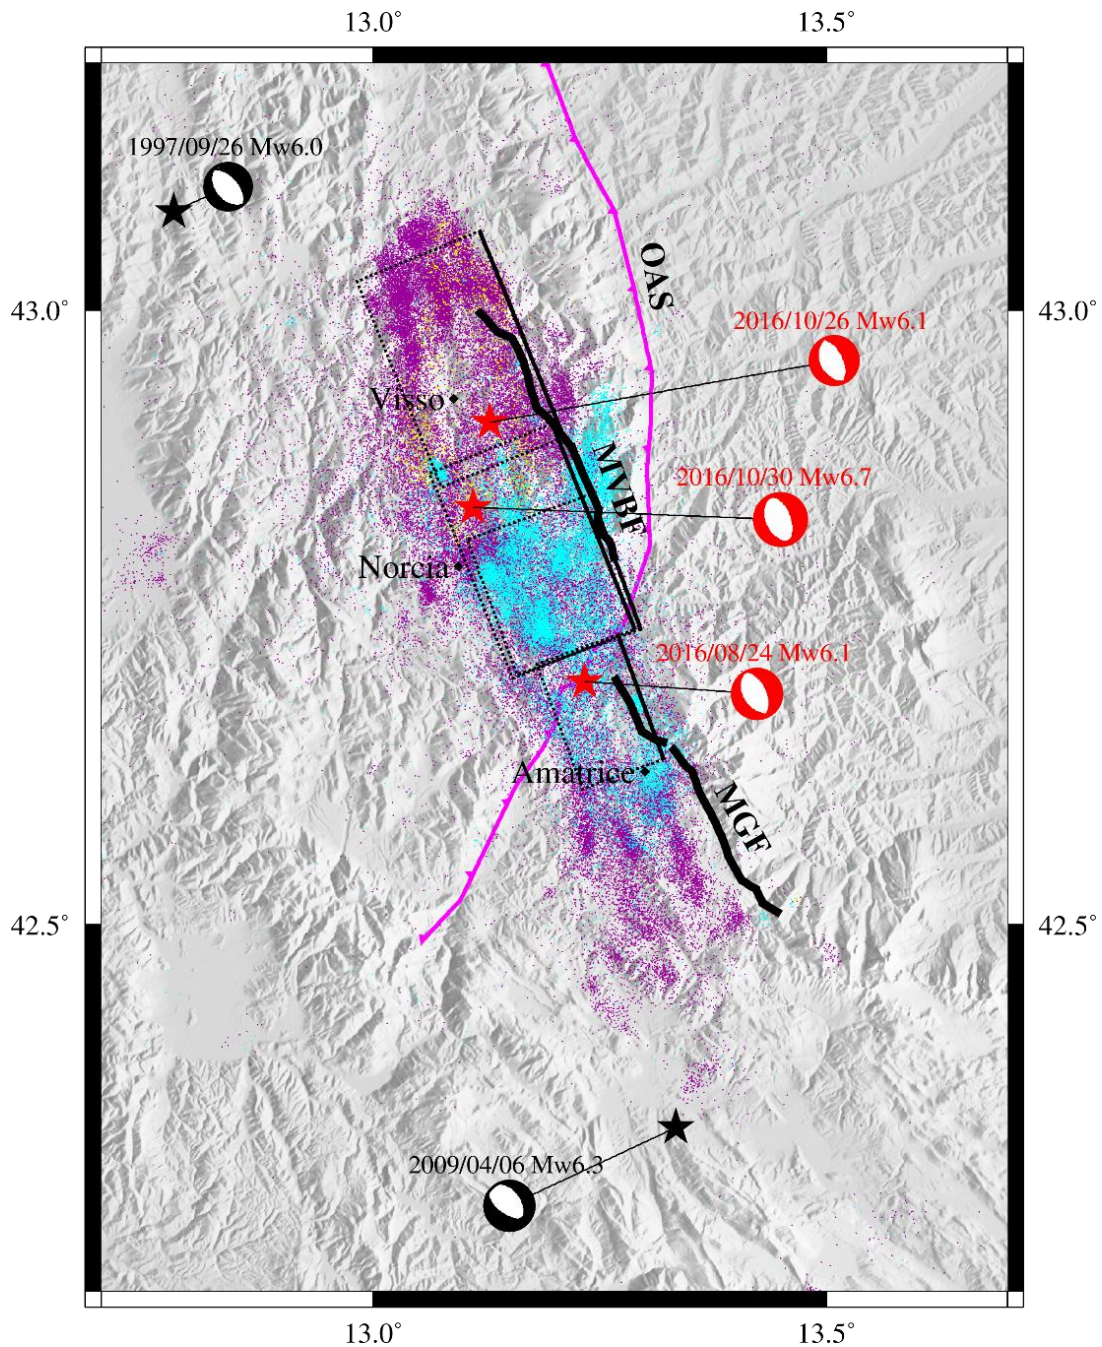 13.0°
13.5°
1997/09/26 Mw6.0
OAS
43.0°
43.0°
2016/10/26 Mw6.1
Visso
MVBF
2016/10/30 Mw6.7
Norcia
2016/08/24 Mw6.1
Amatrice
MGF
42.5°
42.5°
2009/04/06 Mw6.3
13.0°
13.5°